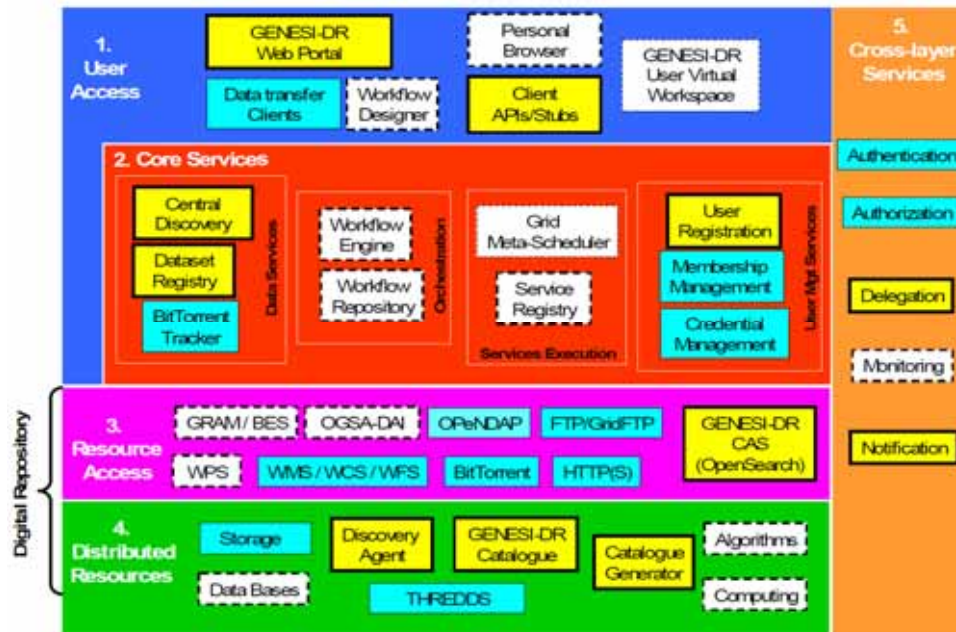 1.
User
Access
GENESI-DR
Web Portal
Personal
Browser
GENESI-DR
User Virtual
Workspace
Data transfer
Clients
Workflow
Designer
Client
APIs/Stubs
2. Core Services
Central
Discovery
Dataset
Registry
BitTorrent
Tracker
Data Services
Workflow
Engine
Workflow
Repository
Orchestration
Grid
Meta-Scheduler
Service
Registry
Services Execution
User
Registration
Membership
Management
Credential
Management
User Mgt Services
Digital Repository
3.
Resource
Access
GRAM / BES
OGSA-DAI
OPeNDAP
FTP/GridFTP
GENESI-DR
CAS
(OpenSearch)
WPS
WMS / WCS / WFS
BitTorrent
HTTP(S)
4.
Distributed
Resources
Storage
Discovery
Agent
GENESI-DR
Catalogue
Catalogue
Generator
Algorithms
Data Bases
THREDDS
Computing
5.
Cross-layer
Services
Authentication
Authorization
Delegation
Monitoring
Notification